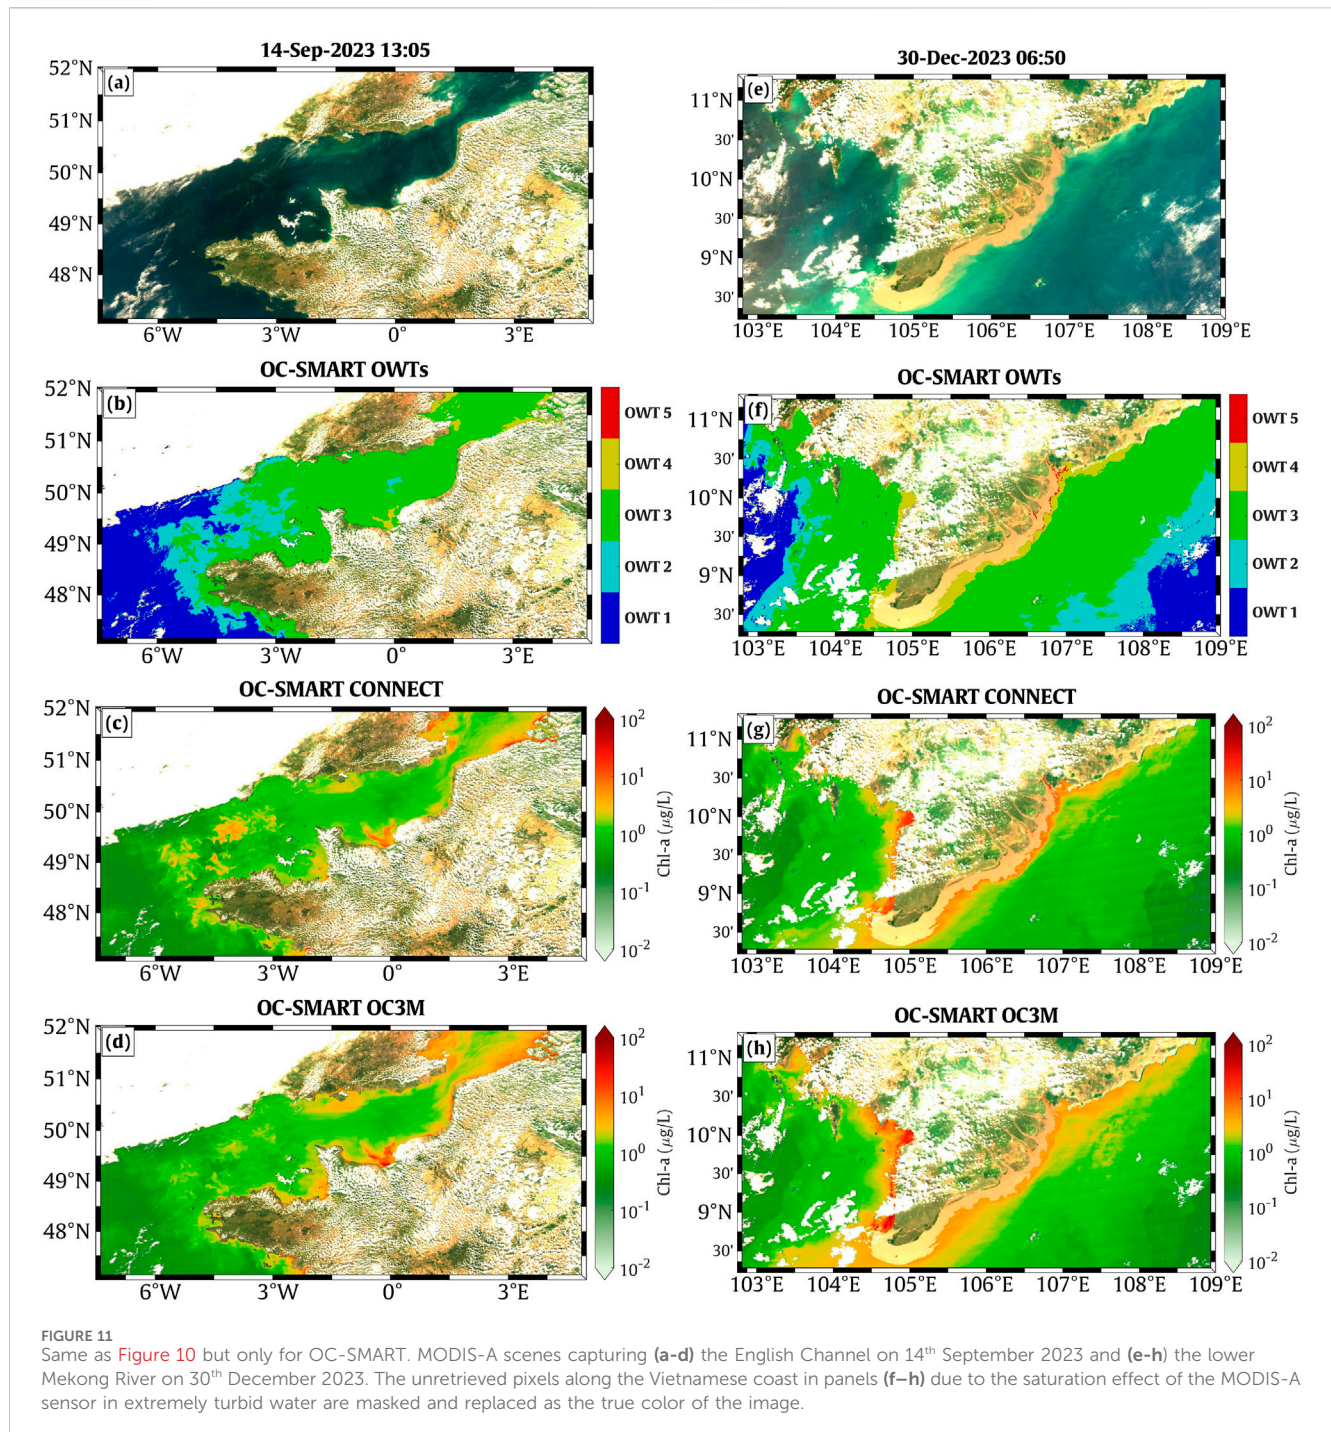 14-Sep-2023 13:05
(a)
52°N
51°N
50°N
49°N
48°N
6°W 3°W 0° 3°E
30-Dec-2023 06:50
(e)
11°N
30'
10°N
30'
9°N
30'
103°E 104°E 105°E 106°E 107°E 108°E 109°E
OC-SMART OWTs
(b)
52°N
51°N
50°N
49°N
48°N
6°W 3°W 0° 3°E
OWT 5
OWT 4
OWT 3
OWT 2
OWT 1
OC-SMART OWTs
(f)
11°N
30'
10°N
30'
9°N
30'
103°E 104°E 105°E 106°E 107°E 108°E 109°E
OWT 5
OWT 4
OWT 3
OWT 2
OWT 1
OC-SMART CONNECT
(c)
52°N
51°N
50°N
49°N
48°N
6°W 3°W 0° 3°E
10²
10¹
10⁰
10⁻¹
10⁻²
Chl-a (μg/L)
OC-SMART CONNECT
(g)
11°N
30'
10°N
30'
9°N
30'
103°E 104°E 105°E 106°E 107°E 108°E 109°E
10²
10¹
10⁰
10⁻¹
10⁻²
Chl-a (μg/L)
OC-SMART OC3M
(d)
52°N
51°N
50°N
49°N
48°N
6°W 3°W 0° 3°E
10²
10¹
10⁰
10⁻¹
10⁻²
Chl-a (μg/L)
OC-SMART OC3M
(h)
11°N
30'
10°N
30'
9°N
30'
103°E 104°E 105°E 106°E 107°E 108°E 109°E
10²
10¹
10⁰
10⁻¹
10⁻²
Chl-a (μg/L)
FIGURE 11
Same as Figure 10 but only for OC-SMART. MODIS-A scenes capturing (a-d) the English Channel on 14th September 2023 and (e-h) the lower
Mekong River on 30th December 2023. The unretrieved pixels along the Vietnamese coast in panels (f–h) due to the saturation effect of the MODIS-A
sensor in extremely turbid water are masked and replaced as the true color of the image.